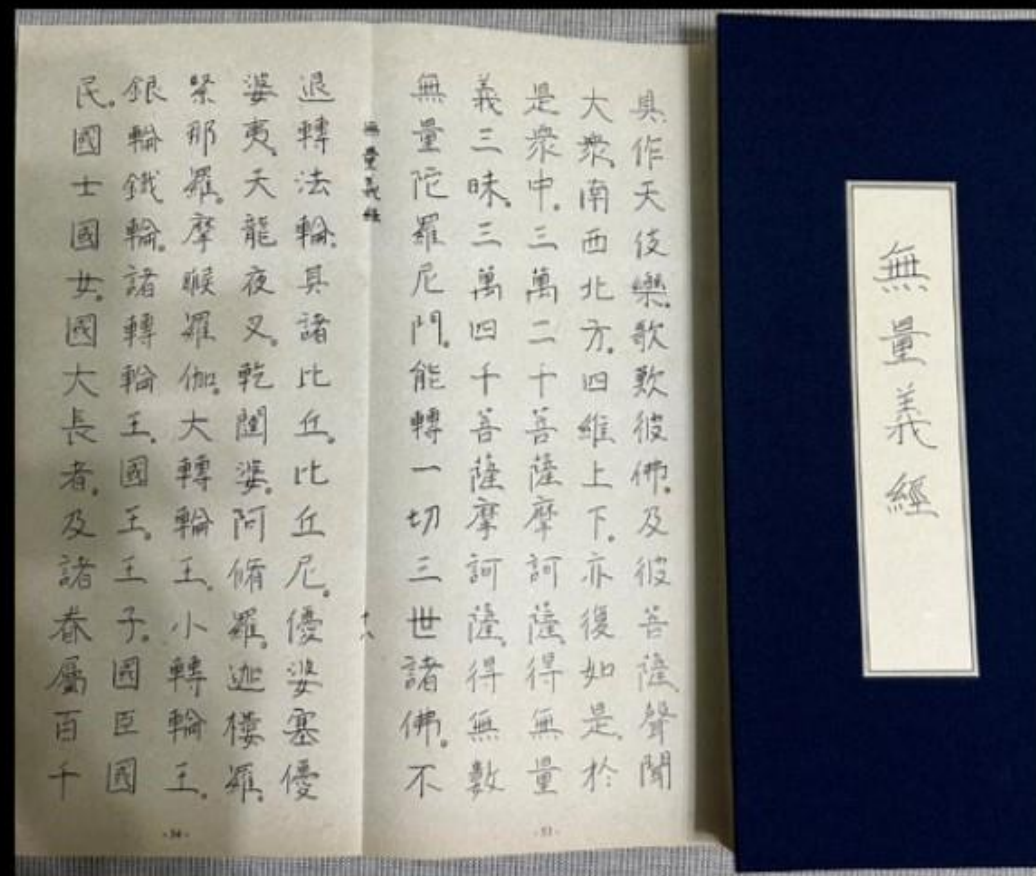 無量義經
具作天伎樂。歌歎彼佛。及彼菩薩聲聞
大衆。南西北方。四維上下。亦復如是。於
是衆中。三萬二千菩薩摩訶薩。得無量
義三昧。三萬四千菩薩摩訶薩。得無數
無量陀羅尼門。能轉一切三世諸佛。不
- 53 -
無量義經
十八
退轉法輪。其諸比丘。比丘尼。優婆塞優
婆夷。天龍夜叉。乾闥婆。阿脩羅。迦樓羅。
緊那羅。摩睺羅伽。大轉輪王。小轉輪王。
銀輪鐵輪。諸轉輪王。國王。王子。國臣國
民。國士國女。國大長者。及諸眷屬百千
- 54 -